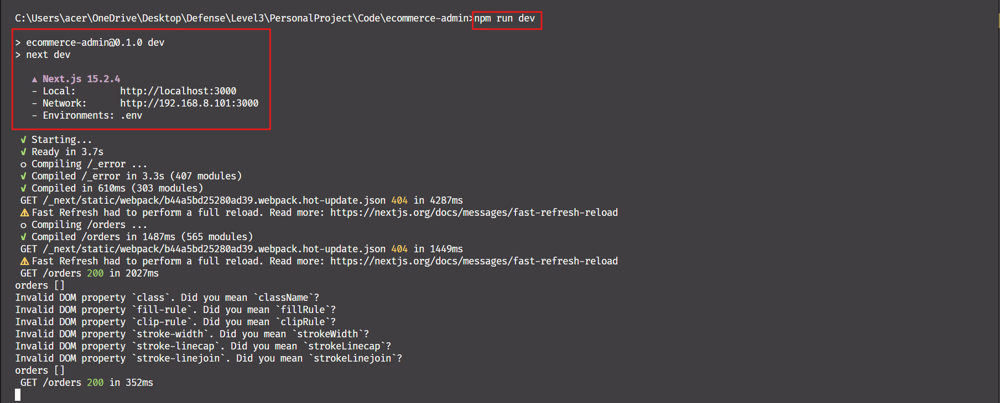 C:\Users\acer\OneDrive\Desktop\Defense\Level3\PersonalProject\Code\ecommerce-admin>npm run dev
> ecommerce-admin@0.1.0 dev
> next dev
▲ Next.js 15.2.4
- Local:        http://localhost:3000
- Network:      http://192.168.8.101:3000
- Environments: .env
√ Starting...
√ Ready in 3.7s
○ Compiling /_error ...
√ Compiled /_error in 3.3s (407 modules)
√ Compiled in 610ms (303 modules)
GET /_next/static/webpack/b44a5bd25280ad39.webpack.hot-update.json 404 in 4287ms
⚠ Fast Refresh had to perform a full reload. Read more: https://nextjs.org/docs/messages/fast-refresh-reload
○ Compiling /orders ...
√ Compiled /orders in 1487ms (565 modules)
GET /_next/static/webpack/b44a5bd25280ad39.webpack.hot-update.json 404 in 1449ms
⚠ Fast Refresh had to perform a full reload. Read more: https://nextjs.org/docs/messages/fast-refresh-reload
GET /orders 200 in 2027ms
orders []
Invalid DOM property `class`. Did you mean `className`?
Invalid DOM property `fill-rule`. Did you mean `fillRule`?
Invalid DOM property `clip-rule`. Did you mean `clipRule`?
Invalid DOM property `stroke-width`. Did you mean `strokeWidth`?
Invalid DOM property `stroke-linecap`. Did you mean `strokeLinecap`?
Invalid DOM property `stroke-linejoin`. Did you mean `strokeLinejoin`?
orders []
GET /orders 200 in 352ms